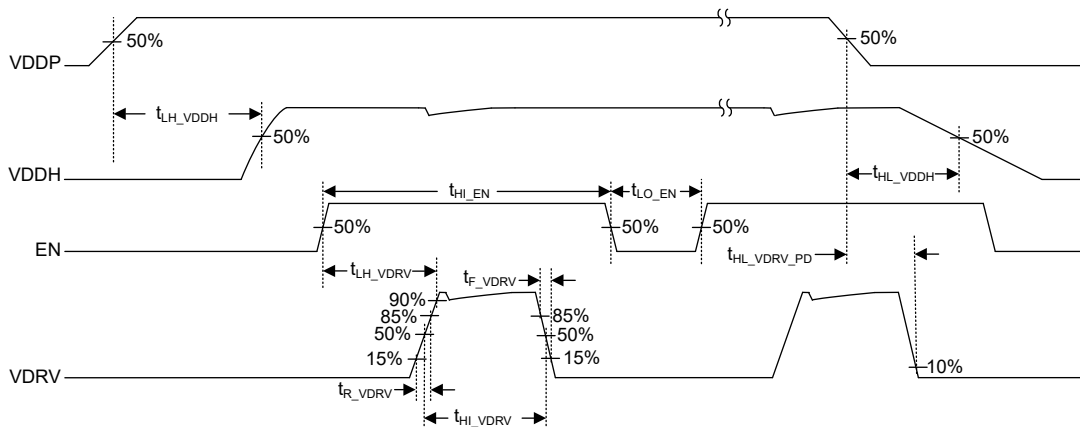 50%
50%
VDDP
tLH_VDDH
50%
50%
VDDH
tHL_VDDH
tHI_EN
tLO_EN
50%
50%
50%
EN
tHL_VDRV_PD
tLH_VDRV
tF_VDRV
90%
85%
85%
50%
50%
15%
15%
10%
VDRV
tR_VDRV
tHI_VDRV